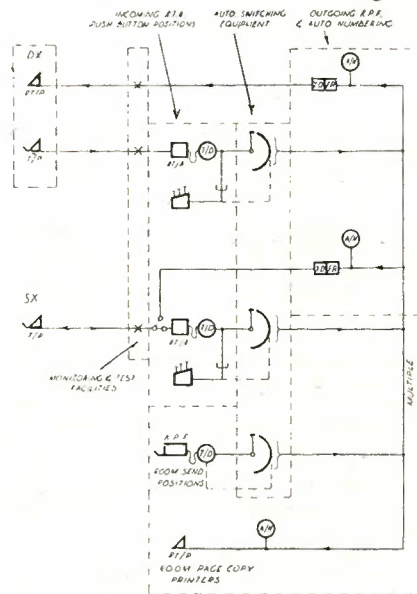 INCOMING R.T.R.
PUSH BUTTON POSITIONS
AUTO. SWITCHING
EQUIPMENT
OUTGOING R.P.F.
& AUTO NUMBERING
DX
A/N
RT/P
T/P
RT/R
T/D
A/N
SX
T/P
RT/R
T/D
MONITORING & TEST
FACILITIES
MULTIPLE
R.P.F.
T/D
ROOM SEND
POSITIONS
A/N
RT/P
ROOM PAGE COPY
PRINTERS